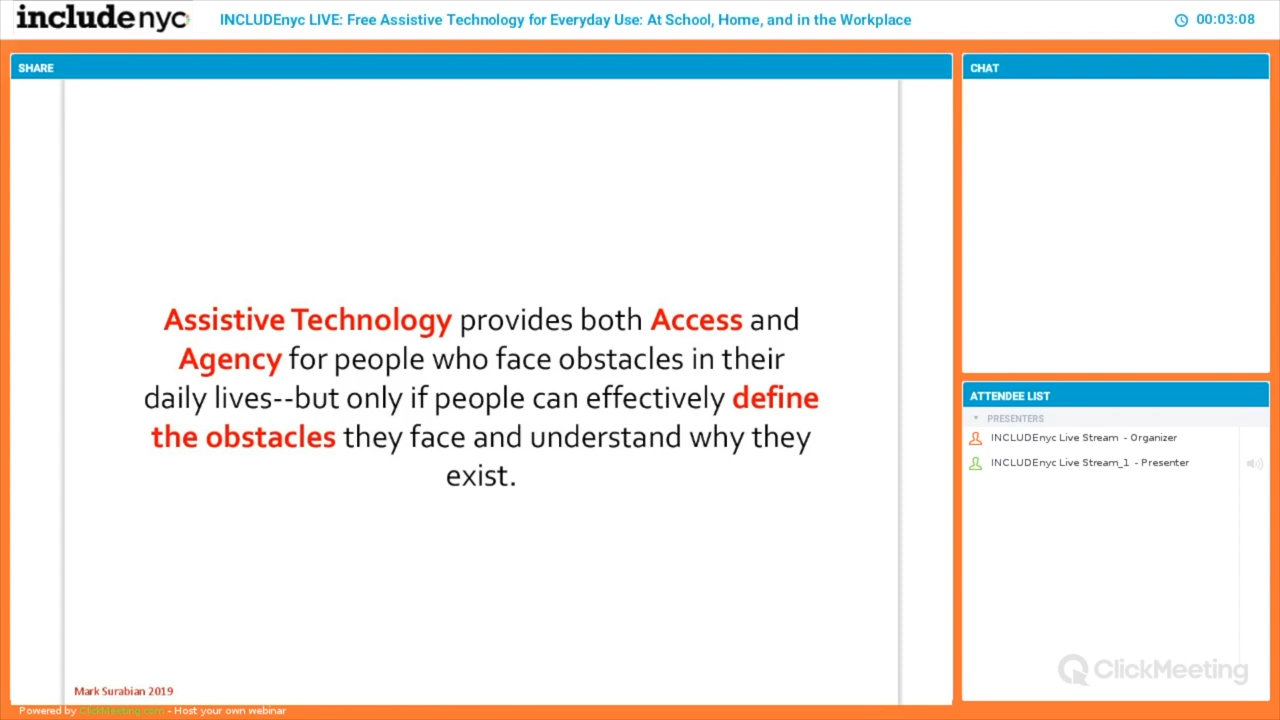 includenyc
INCLUDEnyc LIVE: Free Assistive Technology for Everyday Use: At School, Home, and in the Workplace
00:03:08
SHARE
Assistive Technology provides both Access and
Agency for people who face obstacles in their
daily lives--but only if people can effectively define
the obstacles they face and understand why they
exist.
Mark Surabian 2019
CHAT
ATTENDEE LIST
PRESENTERS
INCLUDEnyc Live Stream - Organizer
INCLUDEnyc Live Stream_1 - Presenter
ClickMeeting
Powered by ClickMeeting.com - Host your own webinar